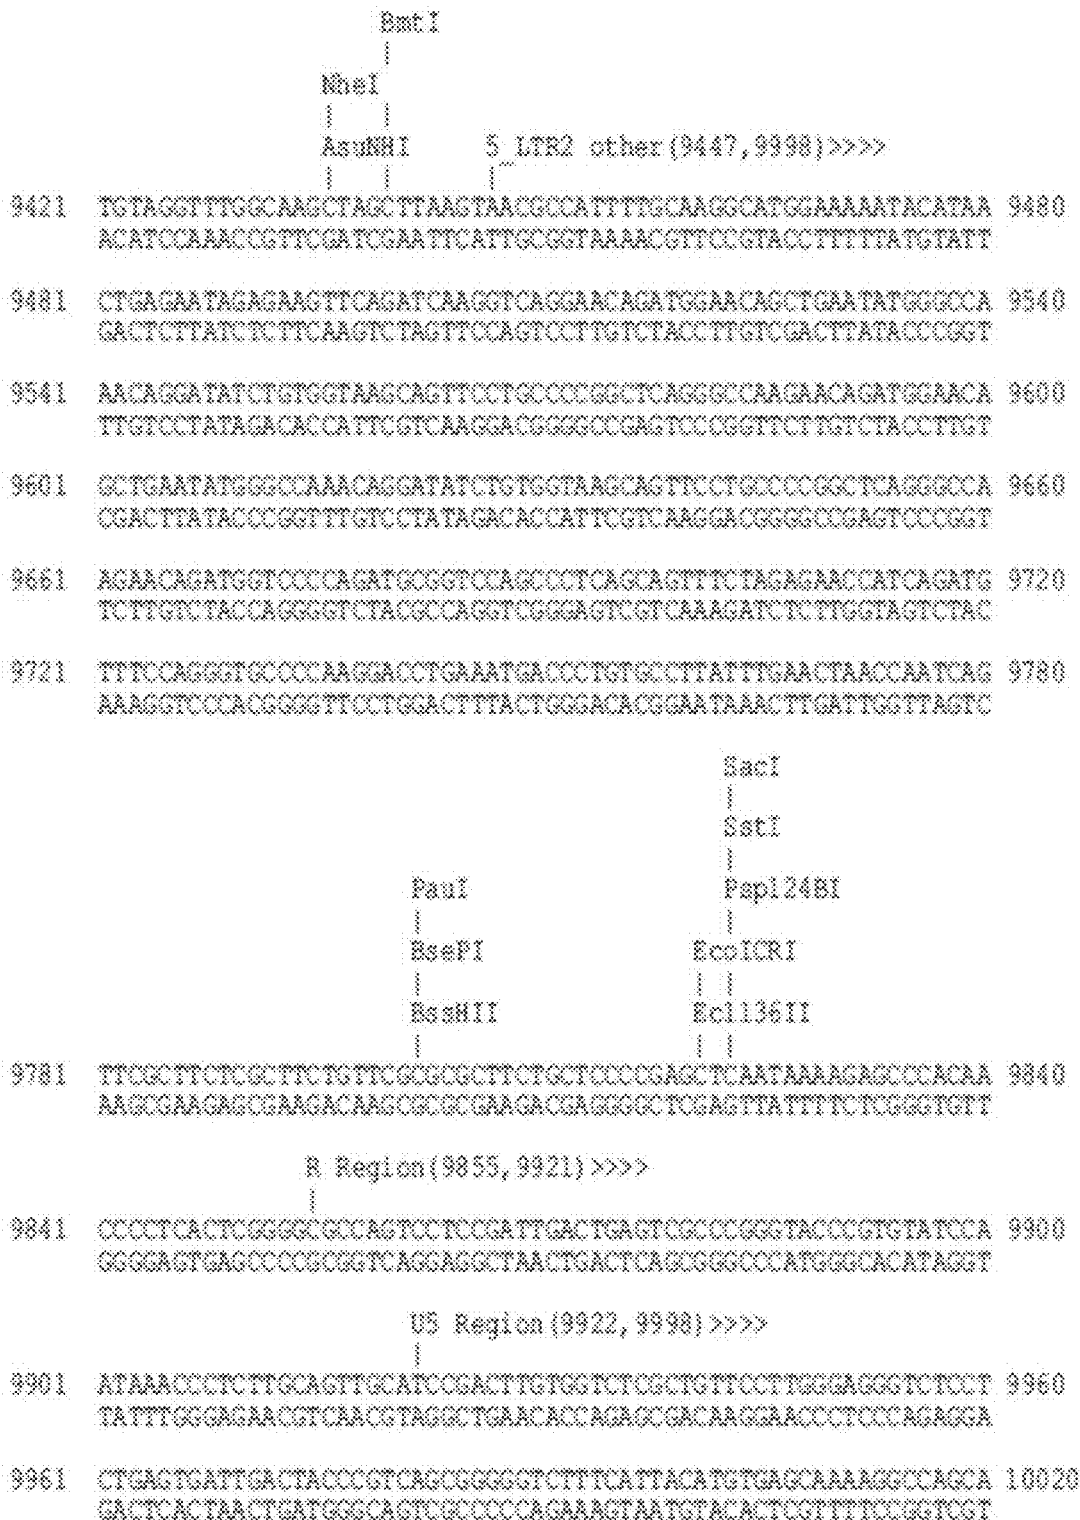 BmtI
NheI
AsuNHI 5_LTR2 other(9447,9998)>>>>
9421 TGTAGGTTTGGCAAGCTAGCTTAAGTAACGCCATTTTGCAAGGCATGGAAAAATACATAA 9480
ACATCCAAACCGTTCGATCGAATTCATTGCGGTAAAACGTTCCGTACCTTTTTATGTATT
9481 CTGAGAATAGAGAAGTTCAGATCAAGGTCAGGAACAGATGGAACAGCTGAATATGGGCCA 9540
GACTCTTATCTCTTCAAGTCTAGTTCCAGTCCTTGTCTACCTTGTCGACTTATACCCGGT
9541 AACAGGATATCTGTGGTAAGCAGTTCCTGCCCCGGCTCAGGGCCAAGAACAGATGGAACA 9600
TTGTCCTATAGACACCATTCGTCAAGGACGGGGCCGAGTCCCGGTTCTTGTCTACCTTGT
9601 GCTGAATATGGGCCAAACAGGATATCTGTGGTAAGCAGTTCCTGCCCCGGCTCAGGGCCA 9660
CGACTTATACCCGGTTTGTCCTATAGACACCATTCGTCAAGGACGGGGCCGAGTCCCGGT
9661 AGAACAGATGGTCCCCAGATGCGGTCCAGCCCTCAGCAGTTTCTAGAGAACCATCAGATG 9720
TCTTGTCTACCAGGGGTCTACGCCAGGTCGGGAGTCGTCAAAGATCTCTTGGTAGTCTAC
9721 TTTCCAGGGTGCCCCAAGGACCTGAAATGACCCTGTGCCTTATTTGAACTAACCAATCAG 9780
AAAGGTCCCACGGGGTTCCTGGACTTTACTGGGACACGGAATAAACTTGATTGGTTAGTC
SacI
SstI
PauI Psp124BI
BsePI EcoICRI
BssHII Ecl136II
9781 TTCGCTTCTCGCTTCTGTTCGCGCGCTTCTGCTCCCCGAGCTCAATAAAAGAGCCCACAA 9840
AAGCGAAGAGCGAAGACAAGCGCGCGAAGACGAGGGGCTCGAGTTATTTTCTCGGGTGTT
R Region(9855,9921)>>>>
9841 CCCCTCACTCGGGGCGCCAGTCCTCCGATTGACTGAGTCGCCCGGGTACCCGTGTATCCA 9900
GGGGAGTGAGCCCCGCGGTCAGGAGGCTAACTGACTCAGCGGGCCCATGGGCACATAGGT
U5 Region(9922,9998)>>>>
9901 ATAAACCCTCTTGCAGTTGCATCCGACTTGTGGTCTCGCTGTTCCTTGGGAGGGTCTCCT 9960
TATTTGGGAGAACGTCAACGTAGGCTGAACACCAGAGCGACAAGGAACCCTCCCAGAGGA
9961 CTGAGTGATTGACTACCCGTCAGCGGGGGTCTTTCATTACATGTGAGCAAAAGGCCAGCA 10020
GACTCACTAACTGATGGGCAGTCGCCCCCAGAAAGTAATGTACACTCGTTTTCCGGTCGT